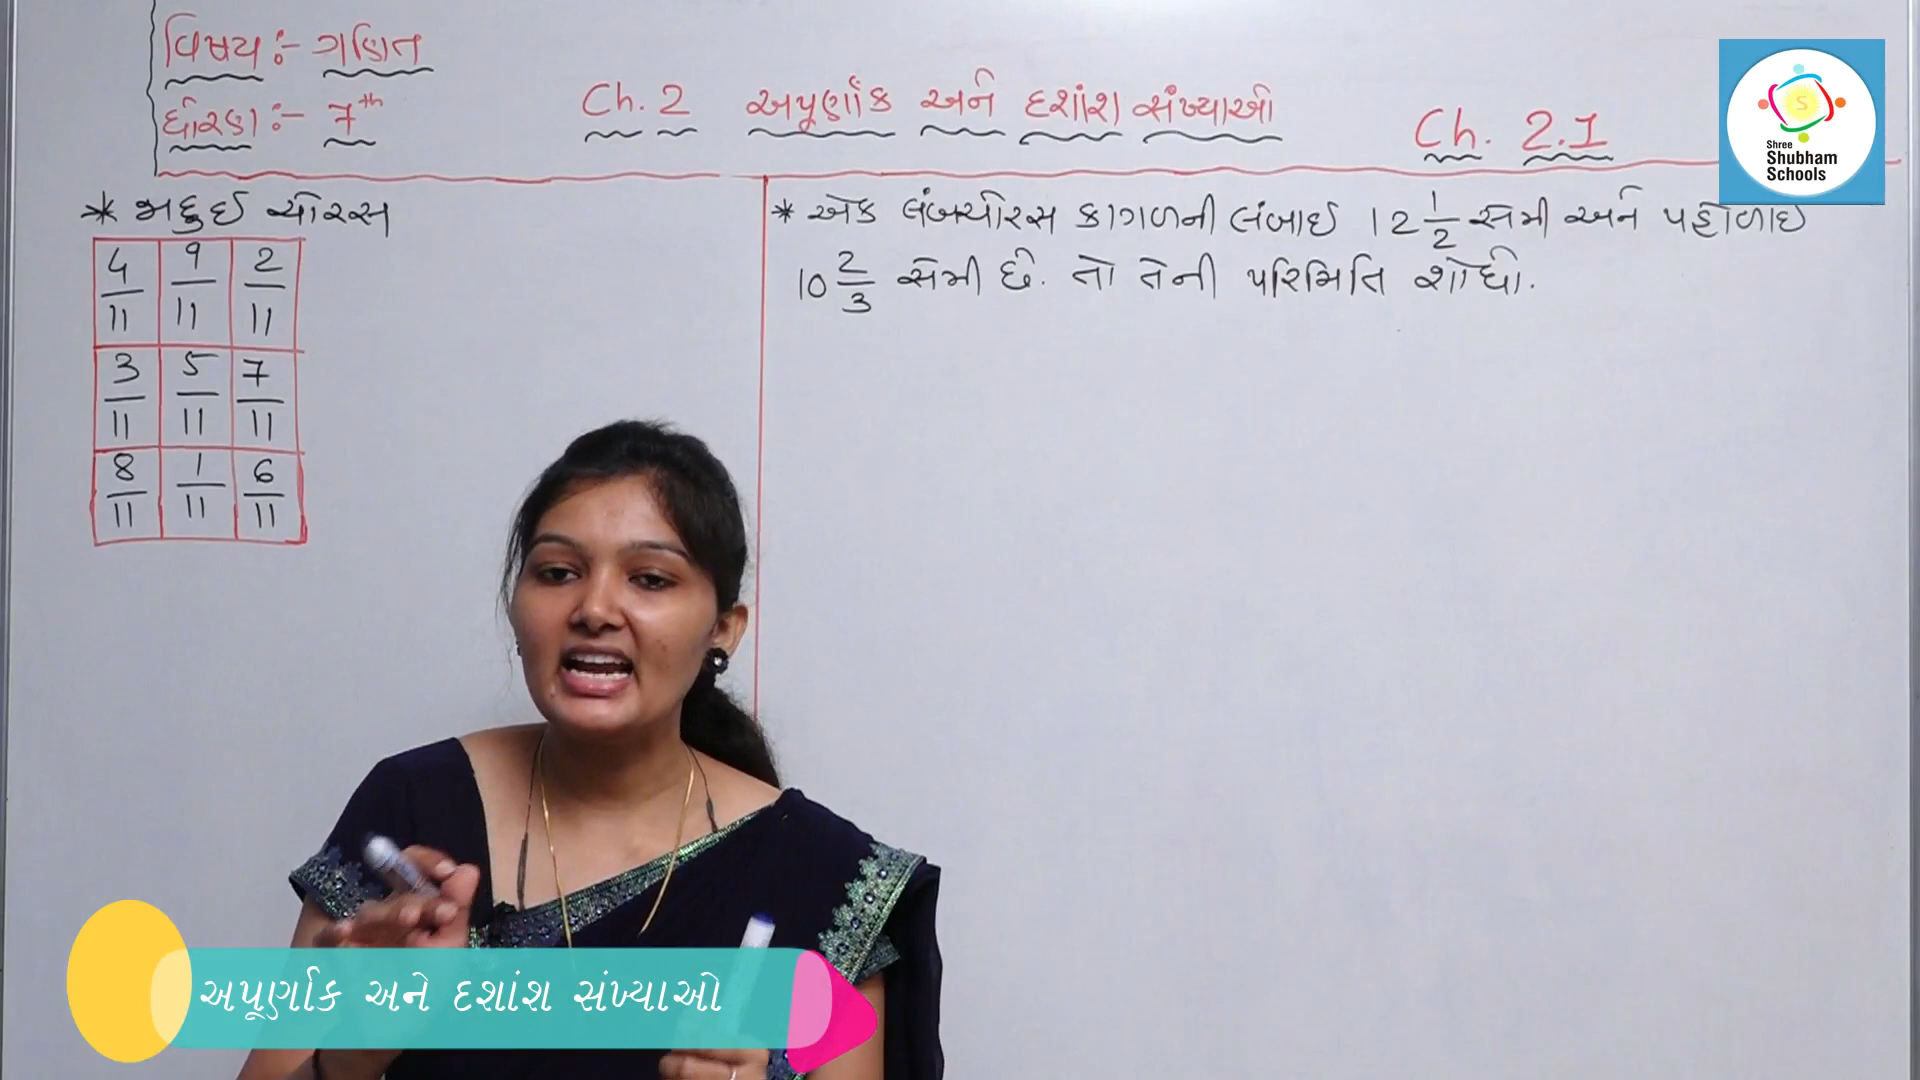 વિષય :- ગણિત
ધોરણ :- 7th
Ch. 2 અપૂર્ણાંક અને દશાંશ સંખ્યાઓ
Ch. 2.1
Shree
Shubham
Schools
* જાદુઈ ચોરસ
4/11 9/11 2/11
3/11 5/11 7/11
8/11 1/11 6/11
* એક લંબચોરસ કાગળની લંબાઈ 12 1/2 સેમી અને પહોળાઈ
10 2/3 સેમી છે. તો તેની પરિમિતિ શોધો.
અપૂર્ણાંક અને દશાંશ સંખ્યાઓ